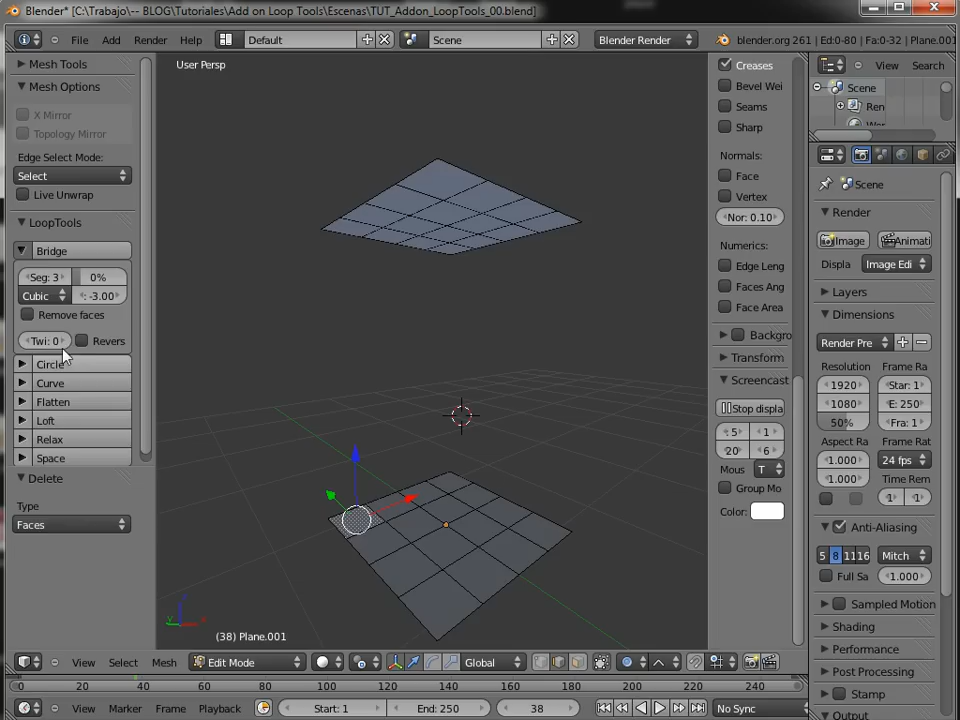 Blender* [C:\Trabajo\-- BLOG\Tutoriales\Add on Loop Tools\Escenas\TUT_Addon_LoopTools_00.blend]
File Add Render Help Default Scene Blender Render blender.org 261 | Ed:0-80 | Fa:0-32 | Plane.001
Mesh Tools
Mesh Options
X Mirror
Topology Mirror
Edge Select Mode:
Select
Live Unwrap
LoopTools
Bridge
Seg: 3 0%
Cubic : -3.00
Remove faces
Twi: 0 Revers
Circle
Curve
Flatten
Loft
Relax
Space
Delete
Type
Faces
User Persp
(38) Plane.001
Creases
Bevel Wei
Seams
Sharp
Normals:
Face
Vertex
Nor: 0.10
Numerics:
Edge Leng
Faces Ang
Face Area
Backgro
Transform
Screencast
Stop displa
: 5 1
20 6
Mous T
Group Mo
Color:
View Search
Scene
Ren
Scene
Render
Image Animati
Displa Image Edi
Layers
Dimensions
Render Pre
Resolution Frame Ra
1920 Star: 1
1080 E: 250
50% Fra: 1
Aspect Ra Frame Rat
1.000 24 fps
1.000 Time Rem
1 1
Anti-Aliasing
5 8 11 16 Mitch
Full Sa 1.000
Sampled Motion
Shading
Performance
Post Processing
Stamp
Output
View Select Mesh Edit Mode Global
0 20 40 60 80 100 120 140 160 180 200 220 240
View Marker Frame Playback Start: 1 End: 250 38 No Sync